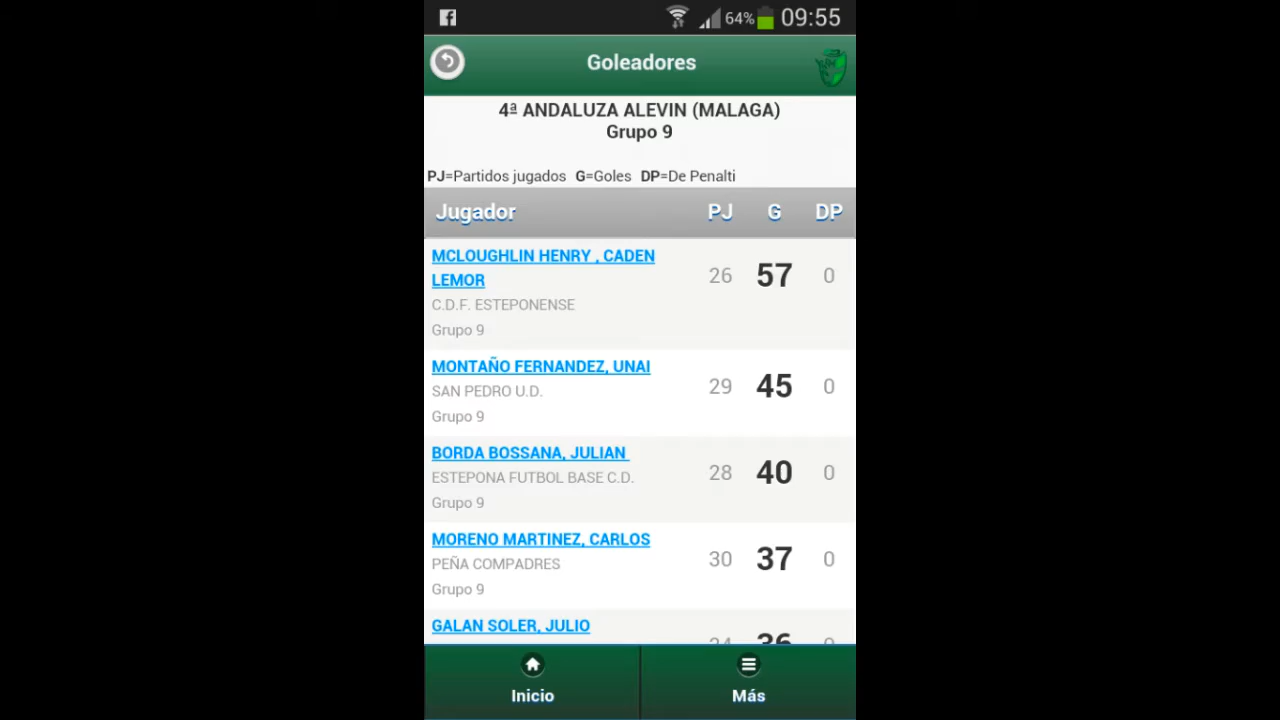 64% 09:55
Goleadores
4ª ANDALUZA ALEVIN (MALAGA)
Grupo 9
PJ=Partidos jugados G=Goles DP=De Penalti
Jugador PJ G DP
MCLOUGHLIN HENRY , CADEN
LEMOR
26 57 0
C.D.F. ESTEPONENSE
Grupo 9
MONTAÑO FERNANDEZ, UNAI
29 45 0
SAN PEDRO U.D.
Grupo 9
BORDA BOSSANA, JULIAN
28 40 0
ESTEPONA FUTBOL BASE C.D.
Grupo 9
MORENO MARTINEZ, CARLOS
30 37 0
PEÑA COMPADRES
Grupo 9
GALAN SOLER, JULIO
24 36 0
Inicio Más